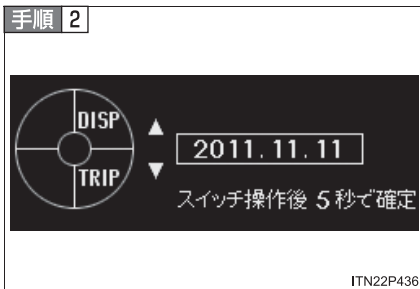 手順 2
DISP
TRIP
▲
▼
2011.11.11
スイッチ操作後 5秒で確定
ITN22P436